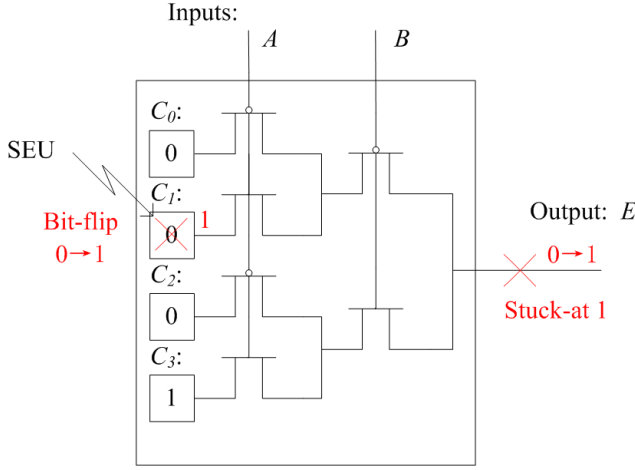 Inputs:
A B
C0:
0
SEU
C1:
0 1
Bit-flip
0→1
Output: E
0→1
Stuck-at 1
C2:
0
C3:
1